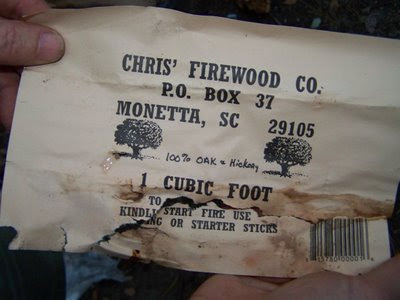 CHRIS' FIREWOOD CO.
P.O. BOX 37
MONETTA, SC 29105
100% OAK & Hickory
1 CUBIC FOOT
TO
START FIRE USE
OR STARTER STICKS